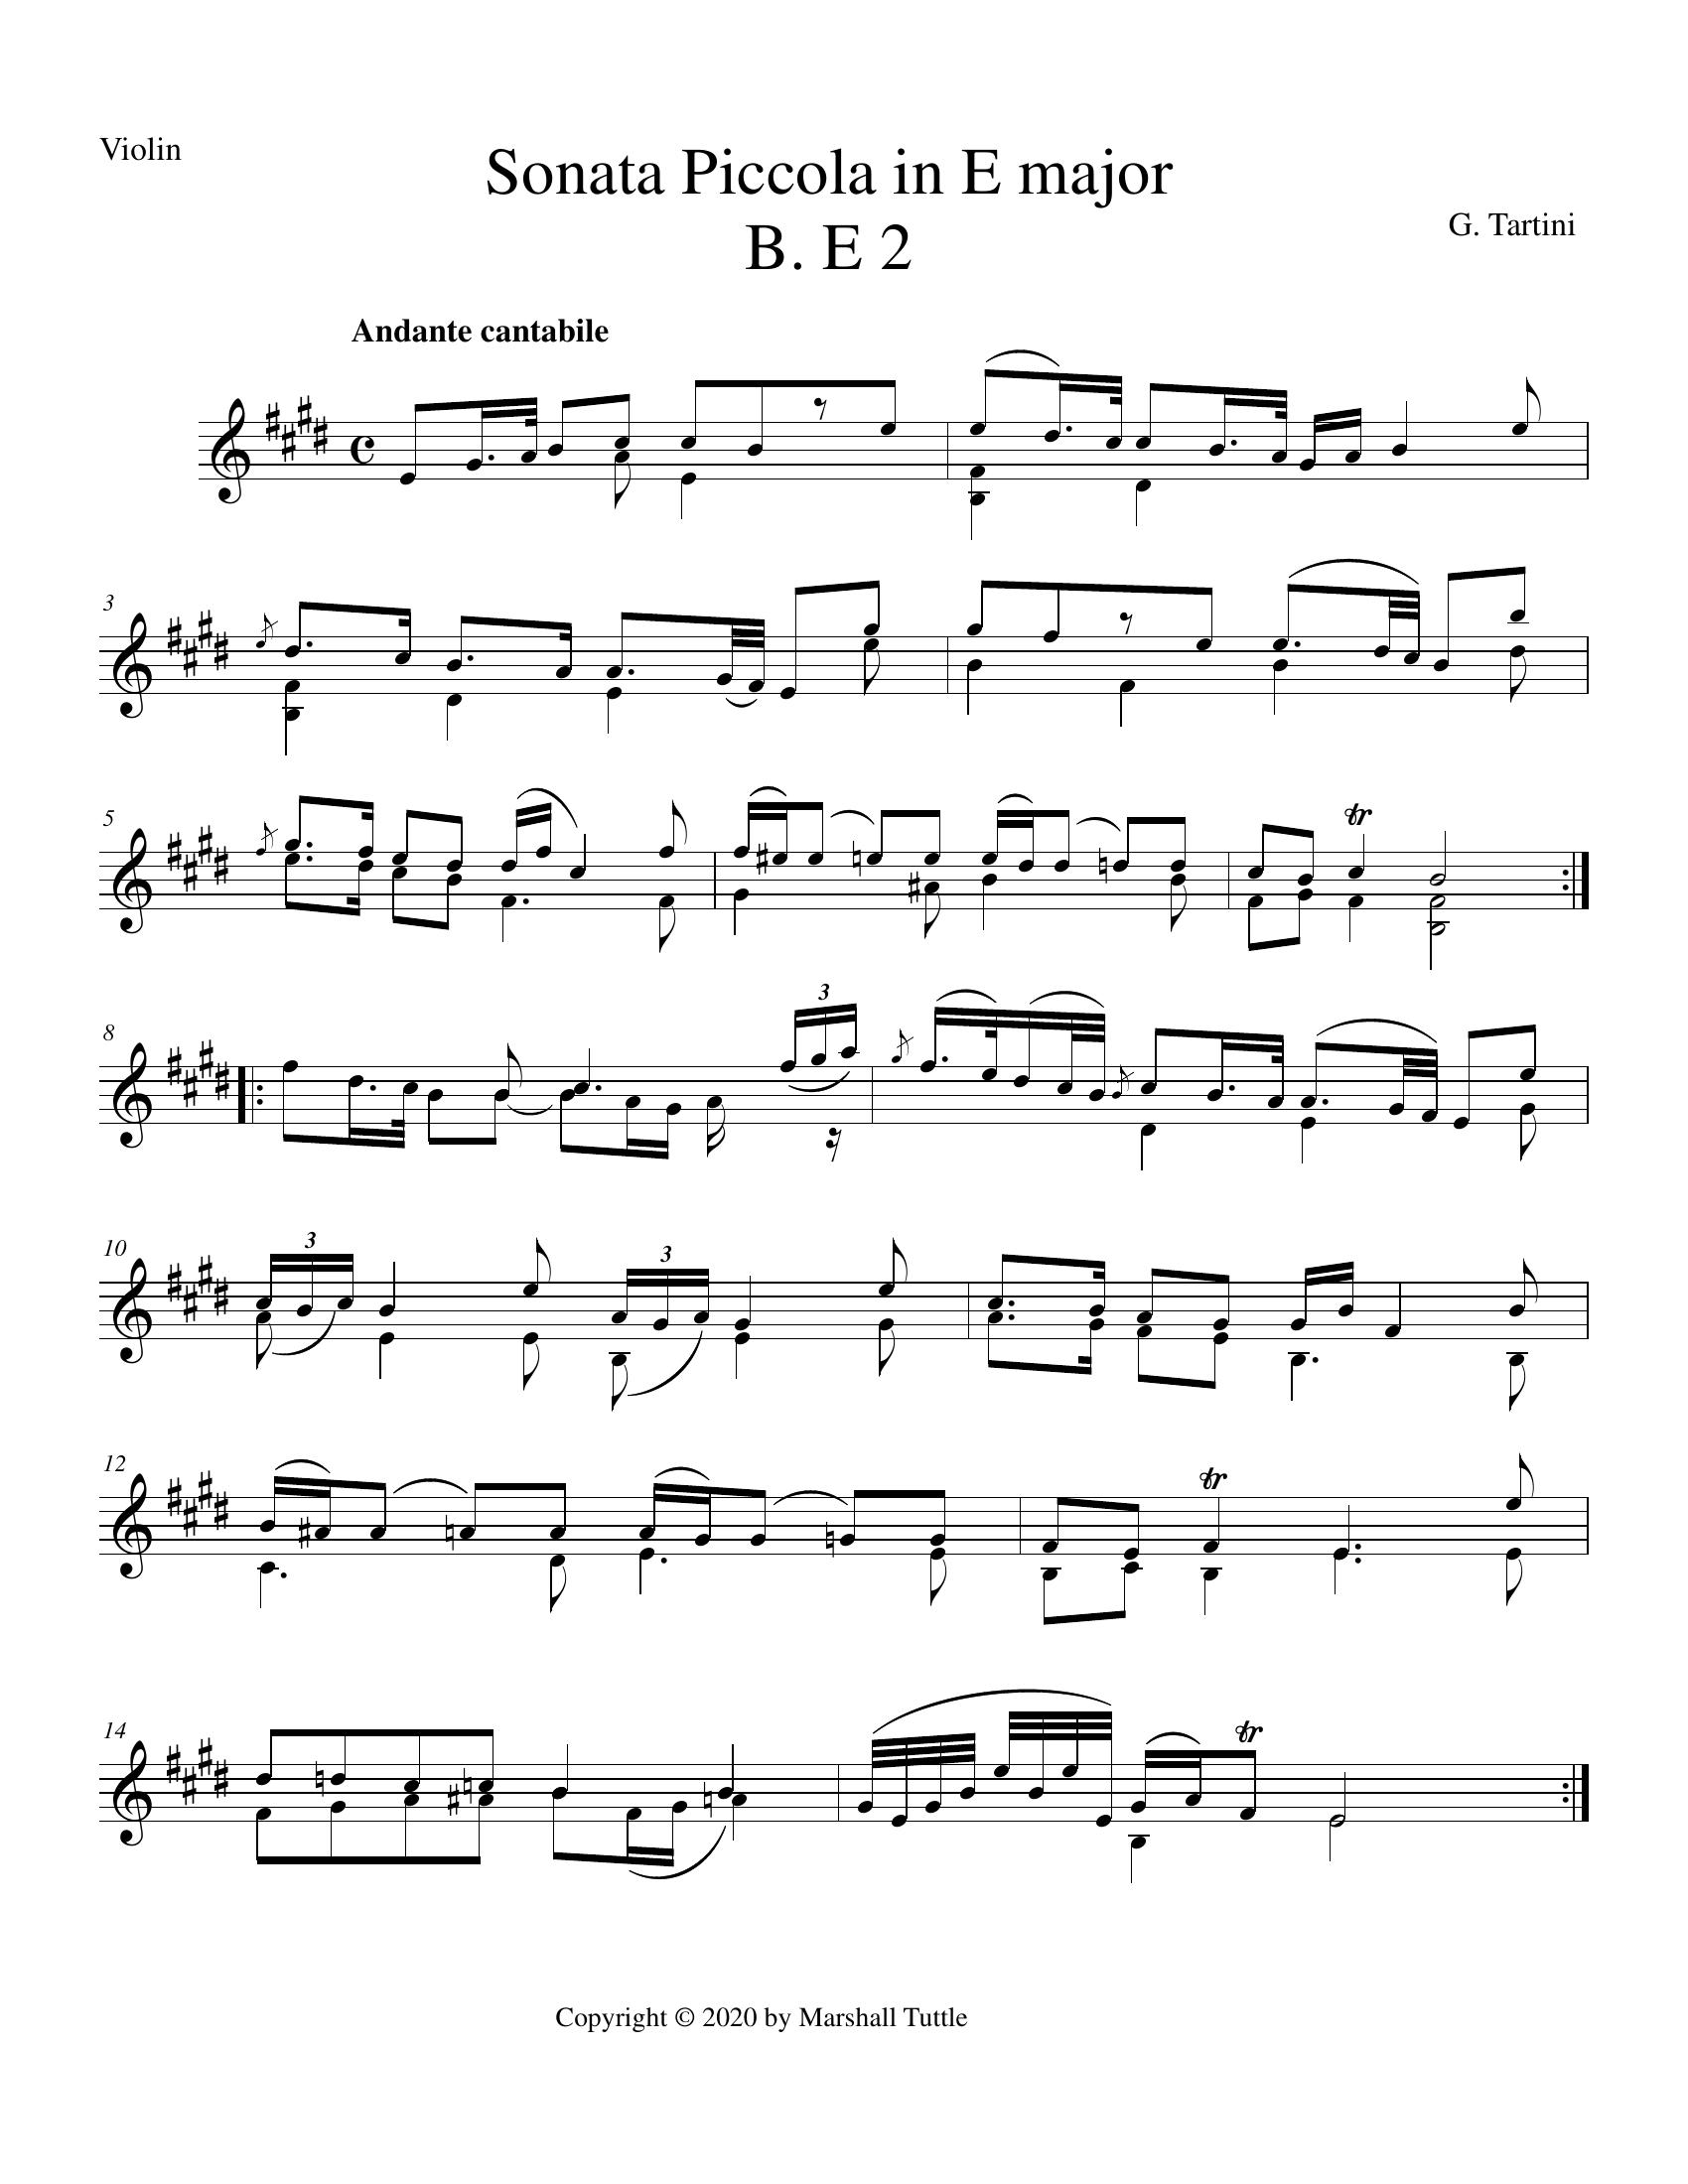 Violin
Sonata Piccola in E major
B. E 2
G. Tartini
Andante cantabile
3
5
8
3
10
3
3
12
14
Copyright © 2020 by Marshall Tuttle